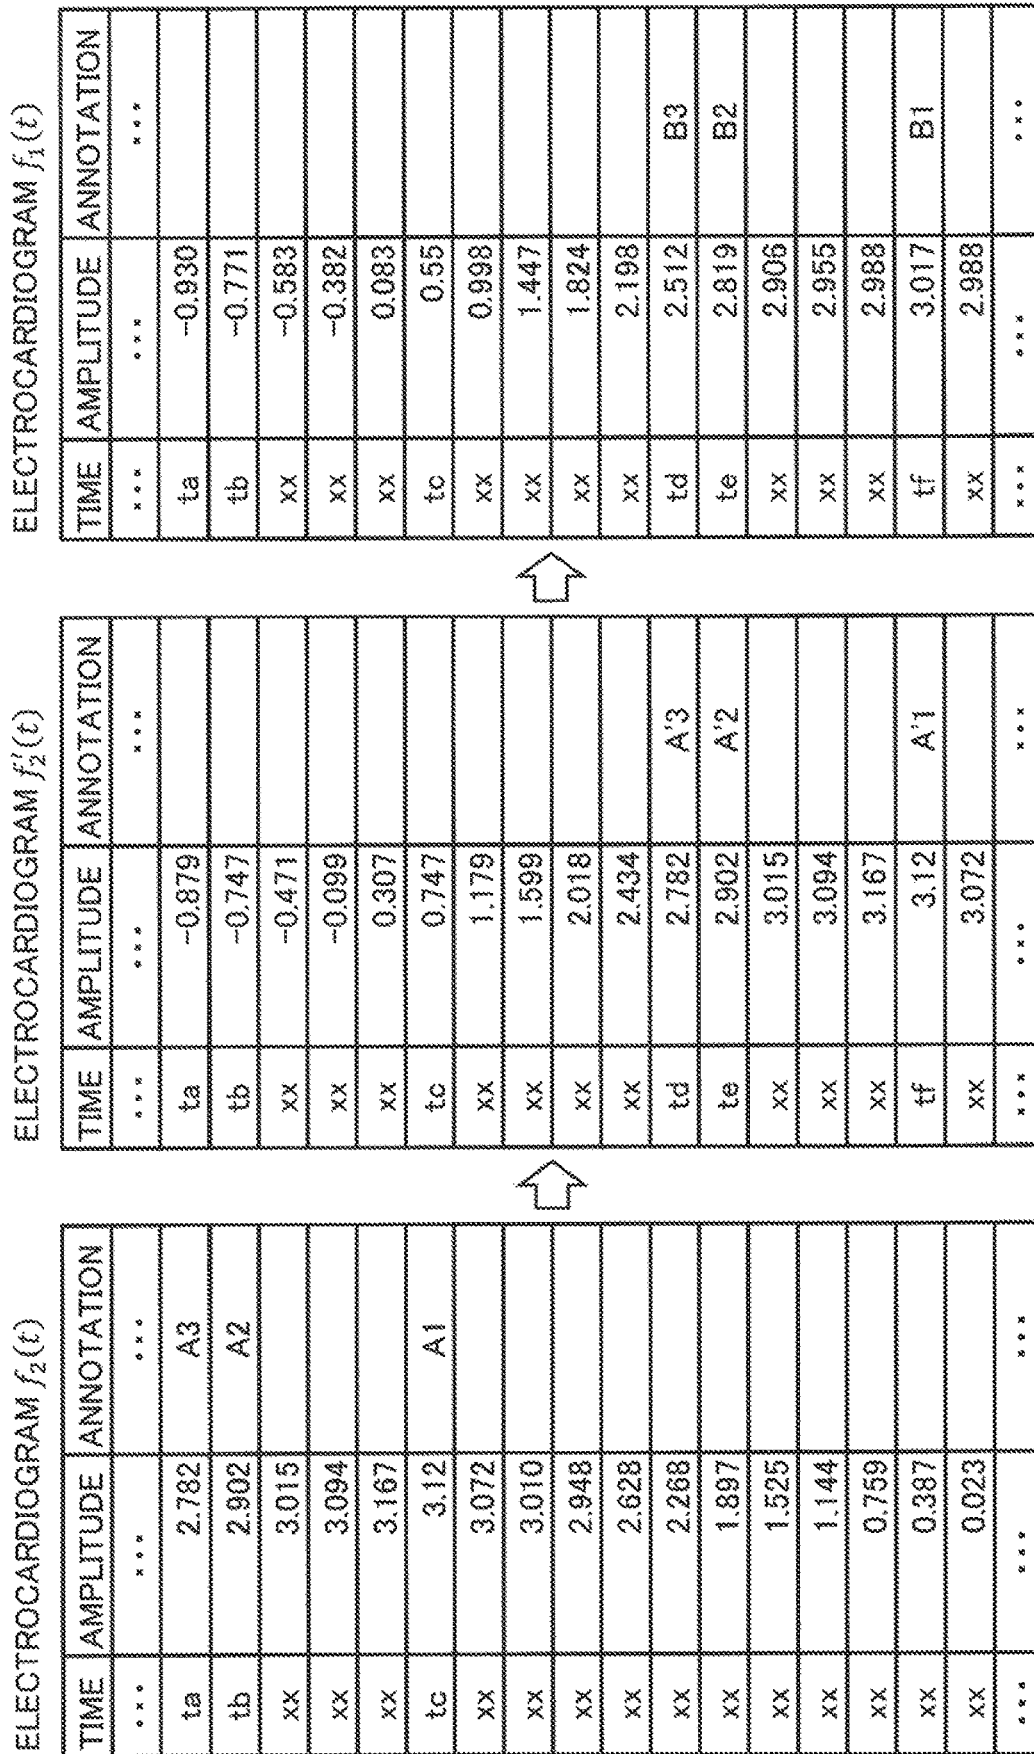 ELECTROCARDIOGRAM f₂(t)
TIME AMPLITUDE ANNOTATION
... ... ...
ta 2.782 A3
tb 2.902 A2
xx 3.015
xx 3.094
xx 3.167
tc 3.12 A1
xx 3.072
xx 3.010
xx 2.948
xx 2.628
xx 2.268
xx 1.897
xx 1.525
xx 1.144
xx 0.759
xx 0.387
xx 0.023
... ... ...
ELECTROCARDIOGRAM f₂′(t)
TIME AMPLITUDE ANNOTATION
... ... ...
ta -0.879
tb -0.747
xx -0.471
xx -0.099
xx 0.307
tc 0.747
xx 1.179
xx 1.599
xx 2.018
xx 2.434
td 2.782 A'3
te 2.902 A'2
xx 3.015
xx 3.094
xx 3.167
tf 3.12 A'1
xx 3.072
... ... ...
ELECTROCARDIOGRAM f₁(t)
TIME AMPLITUDE ANNOTATION
... ... ...
ta -0.930
tb -0.771
xx -0.583
xx -0.382
xx 0.083
tc 0.55
xx 0.998
xx 1.447
xx 1.824
xx 2.198
td 2.512 B3
te 2.819 B2
xx 2.906
xx 2.955
xx 2.988
tf 3.017 B1
xx 2.988
... ... ...